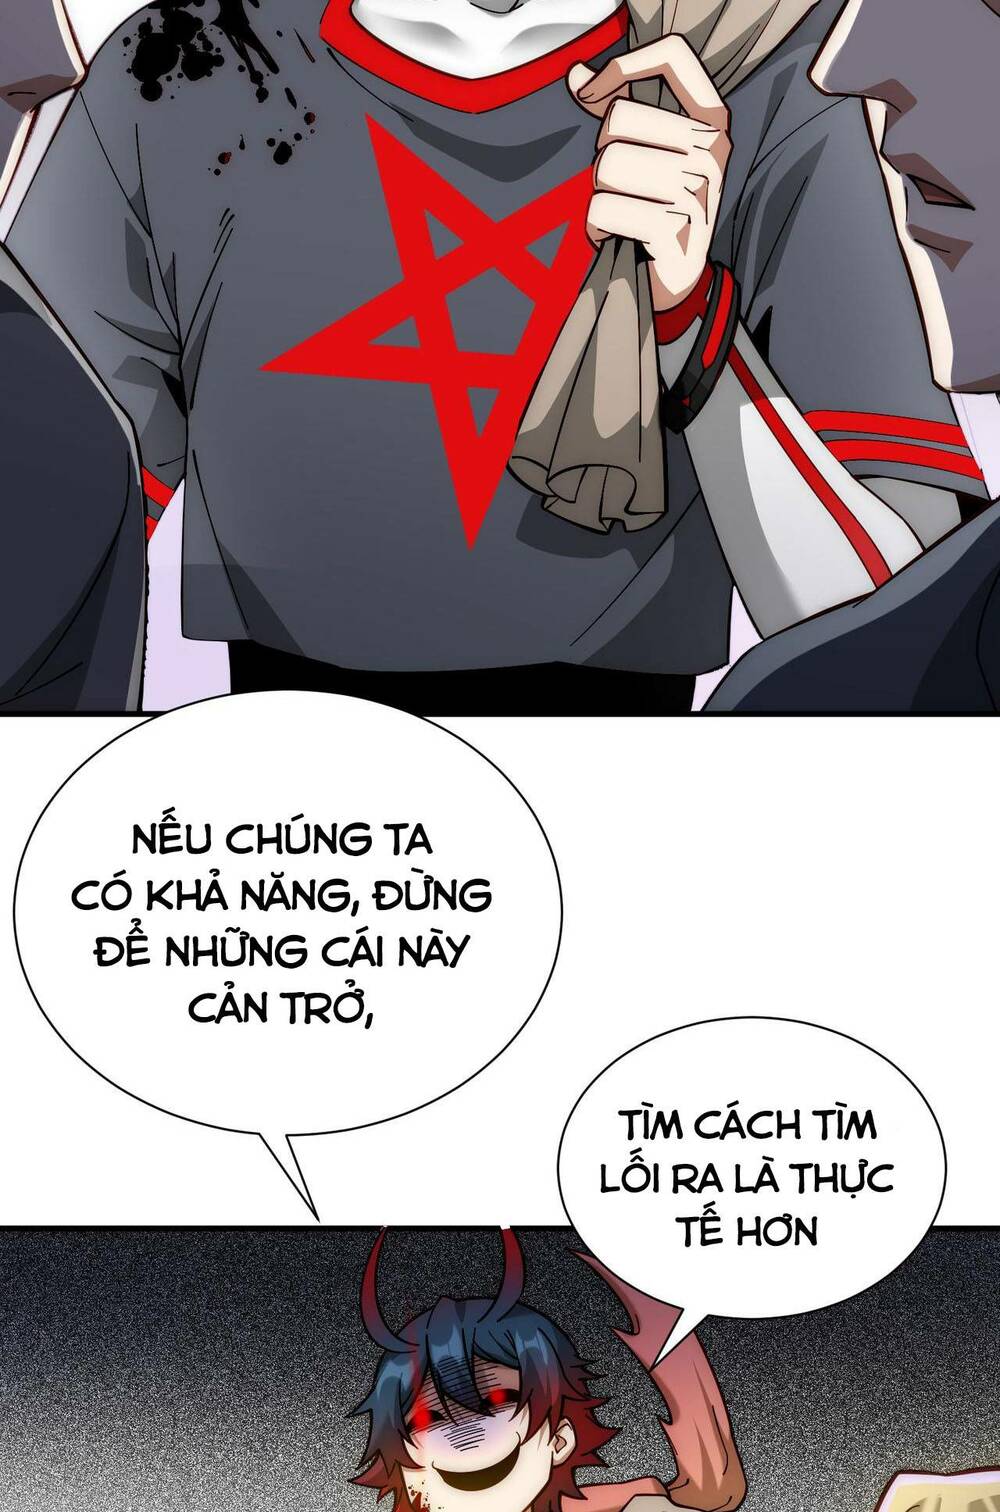 NẾU CHÚNG TA
CÓ KHẢ NĂNG, ĐỪNG
ĐỂ NHỮNG CÁI NÀY
CẢN TRỞ,
TÌM CÁCH TÌM
LỐI RA LÀ THỰC
TẾ HƠN